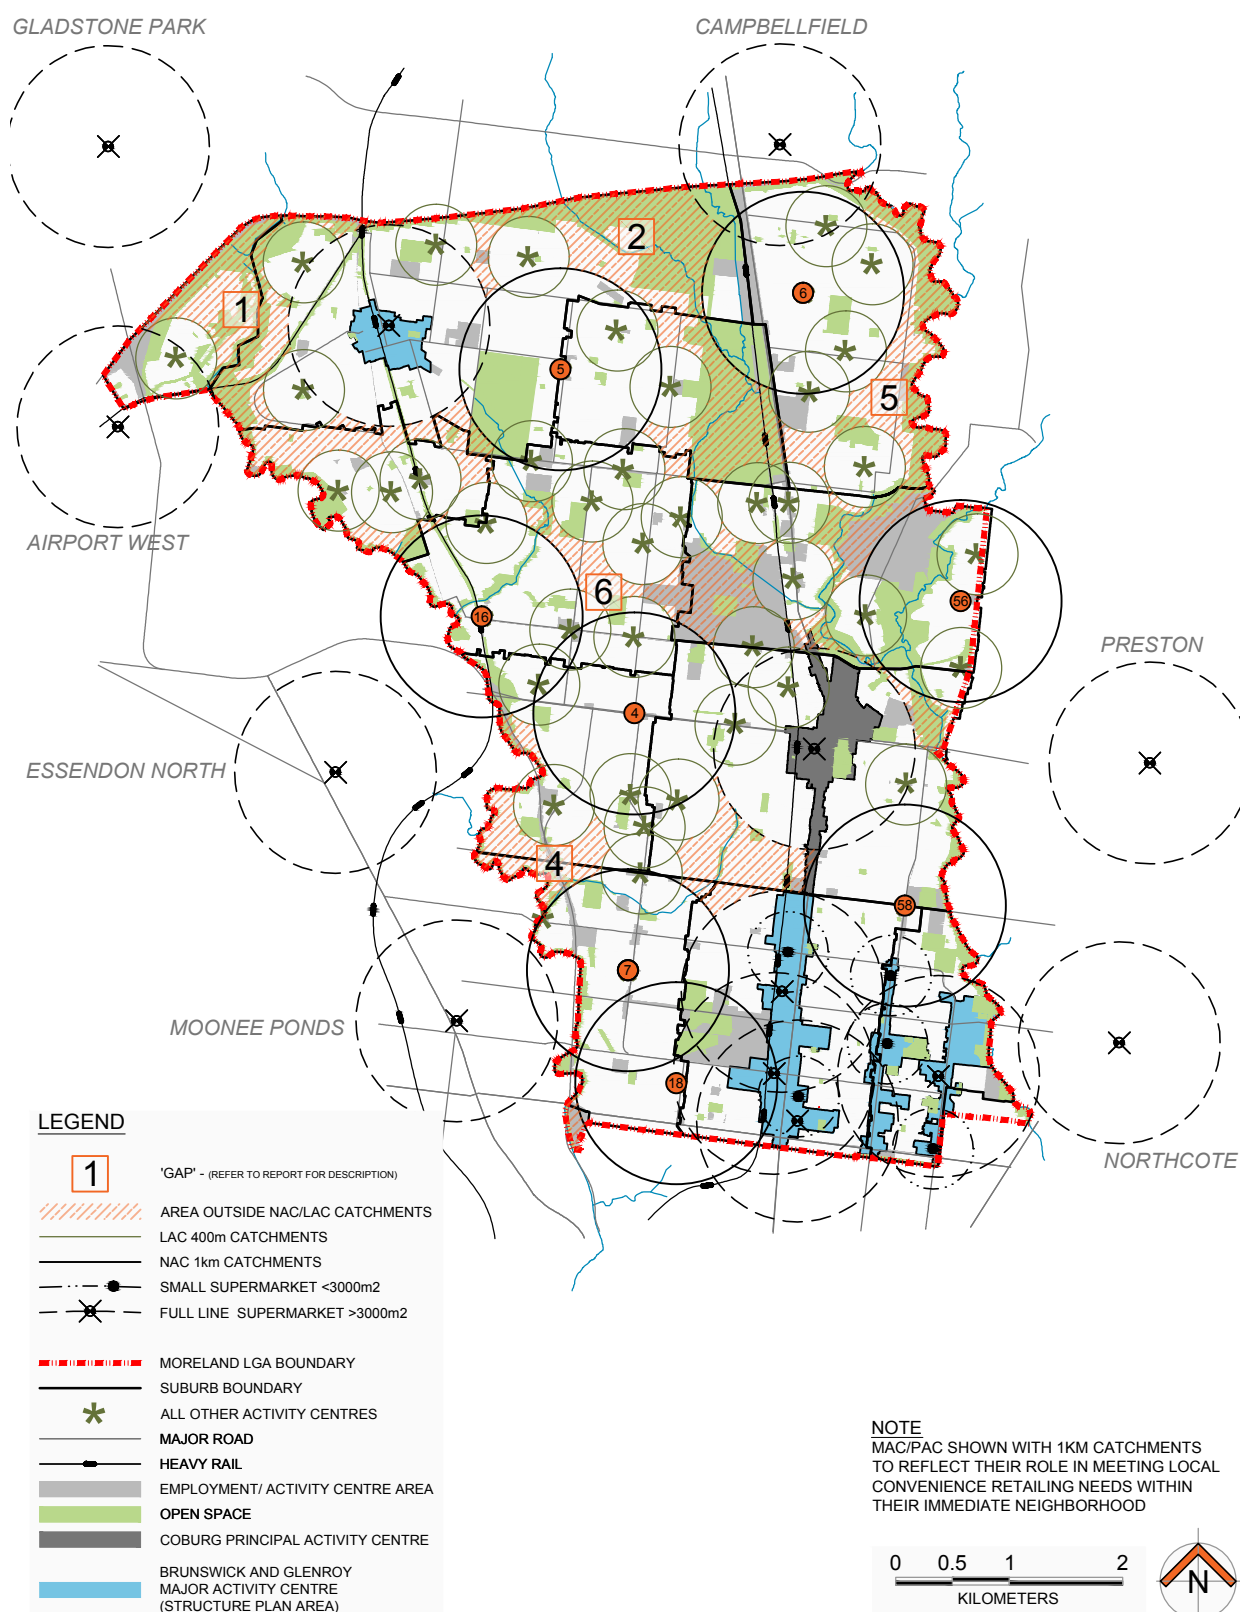 GLADSTONE PARK
CAMPBELLFIELD
2
1
6
5
5
AIRPORT WEST
6
56
16
PRESTON
4
ESSENDON NORTH
4
58
7
MOONEE PONDS
18
NORTHCOTE
LEGEND
1
'GAP' - (REFER TO REPORT FOR DESCRIPTION)
AREA OUTSIDE NAC/LAC CATCHMENTS
LAC 400m CATCHMENTS
NAC 1km CATCHMENTS
SMALL SUPERMARKET <3000m2
FULL LINE SUPERMARKET >3000m2
MORELAND LGA BOUNDARY
SUBURB BOUNDARY
ALL OTHER ACTIVITY CENTRES
MAJOR ROAD
HEAVY RAIL
EMPLOYMENT/ ACTIVITY CENTRE AREA
OPEN SPACE
COBURG PRINCIPAL ACTIVITY CENTRE
BRUNSWICK AND GLENROY
MAJOR ACTIVITY CENTRE
(STRUCTURE PLAN AREA)
NOTE
MAC/PAC SHOWN WITH 1KM CATCHMENTS
TO REFLECT THEIR ROLE IN MEETING LOCAL
CONVENIENCE RETAILING NEEDS WITHIN
THEIR IMMEDIATE NEIGHBORHOOD
0 0.5 1 2
KILOMETERS
N